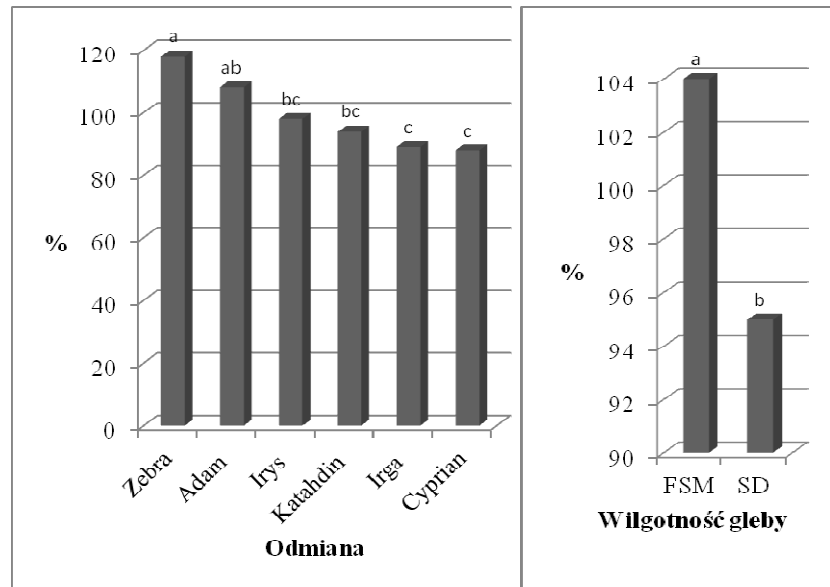 a
120
ab
bc
bc
c
c
100
80
%
60
40
20
0
Zebra
Adam
Irys
Katahdin
Irga
Cyprian
Odmiana
a
104
102
100
98
%
96
b
94
92
90
FSM SD
Wilgotność gleby